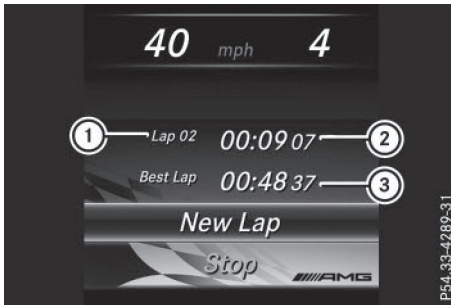 40 mph 4
1 Lap 02 00:09 07 2
Best Lap 00:48 37 3
New Lap
Stop
AMG
P54.33-4289-31